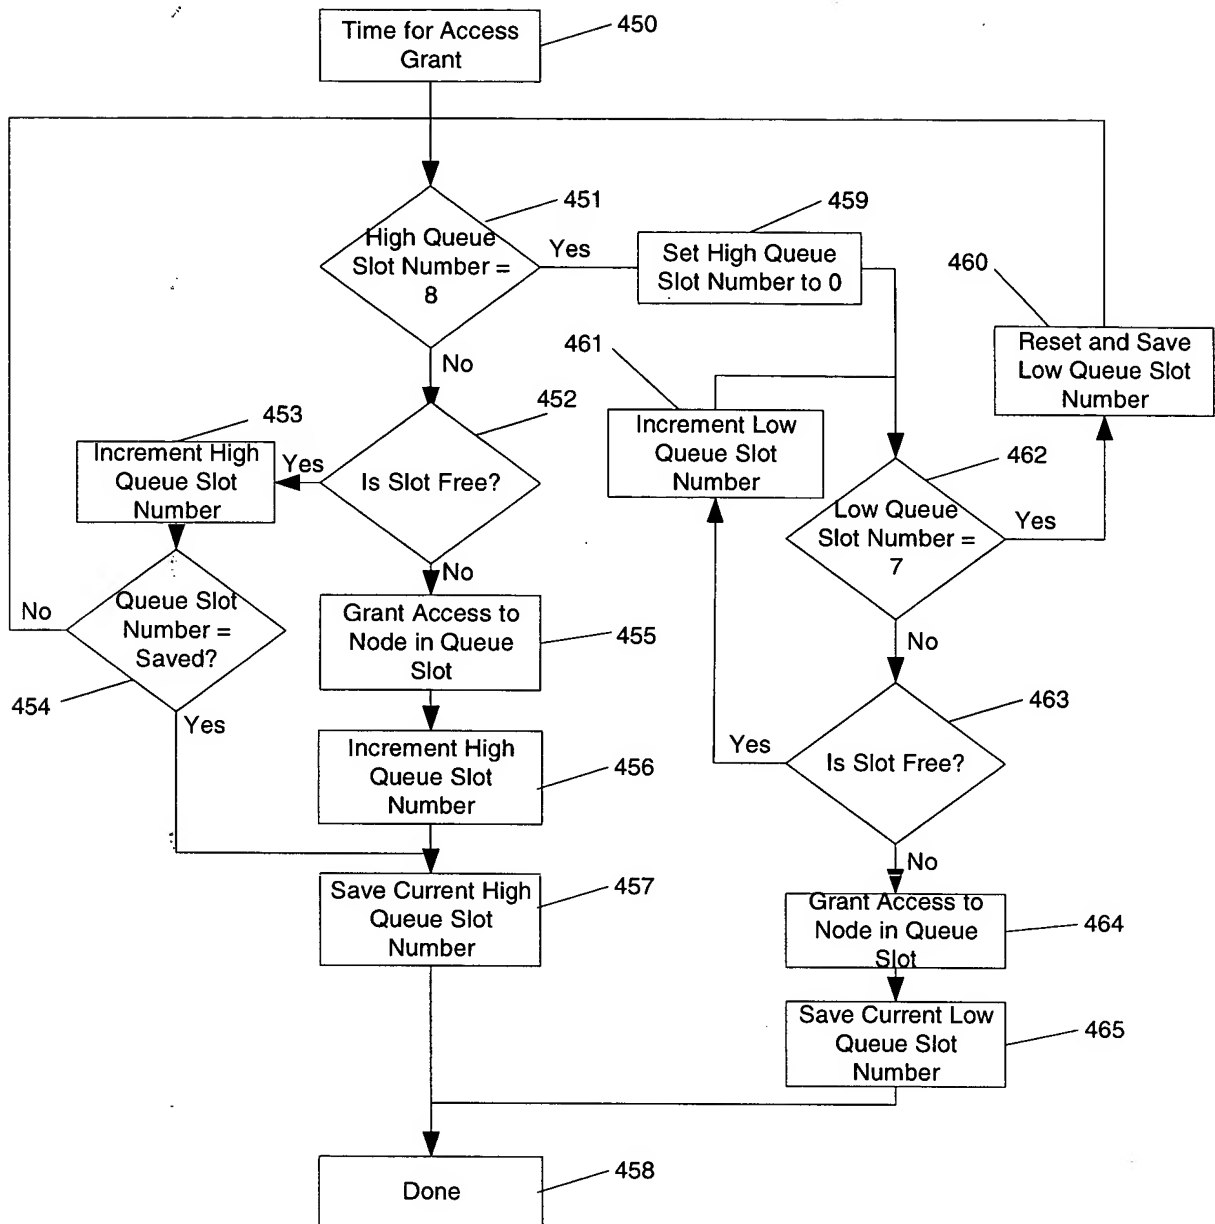 Time for Access
Grant
450
451
High Queue
Slot Number =
8
Yes
No
459
Set High Queue
Slot Number to 0
460
Reset and Save
Low Queue Slot
Number
461
Increment Low
Queue Slot
Number
452
Is Slot Free?
Yes
No
453
Increment High
Queue Slot
Number
462
Low Queue
Slot Number =
7
Yes
No
Queue Slot
Number =
Saved?
No
Yes
454
Grant Access to
Node in Queue
Slot
455
463
Is Slot Free?
Yes
No
Increment High
Queue Slot
Number
456
Save Current High
Queue Slot
Number
457
Grant Access to
Node in Queue
Slot
464
Save Current Low
Queue Slot
Number
465
Done
458